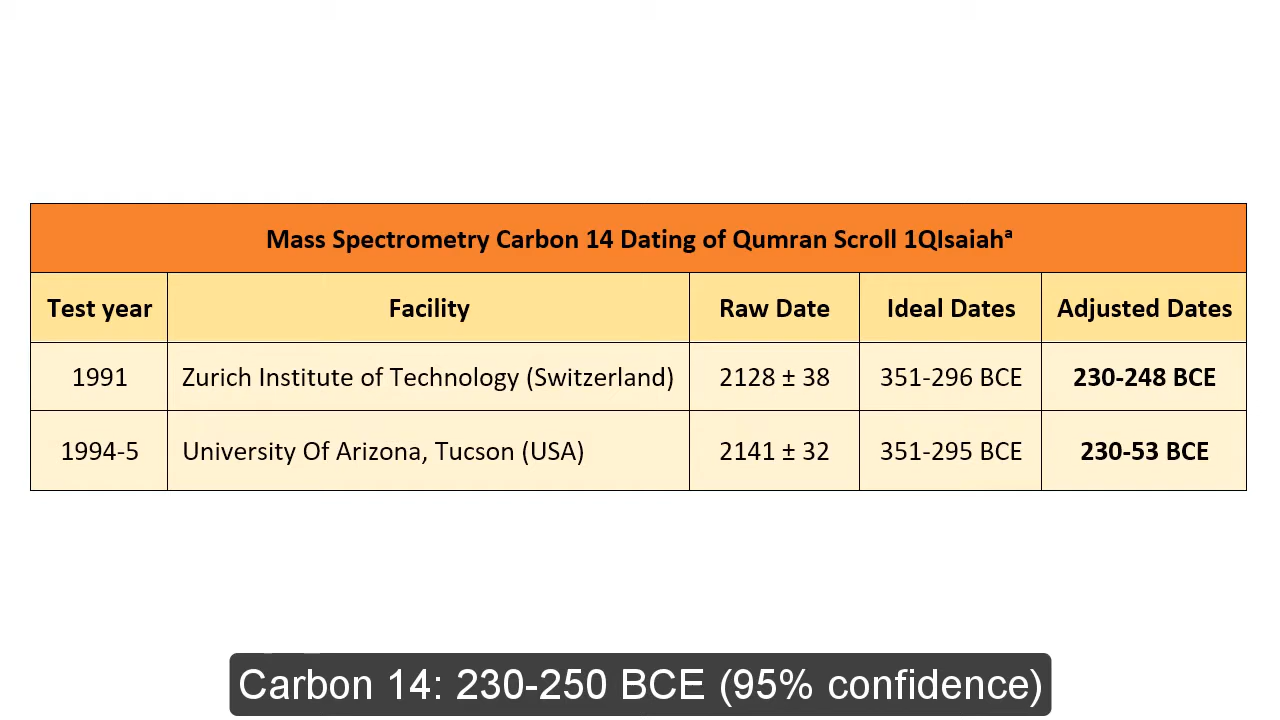 Mass Spectrometry Carbon 14 Dating of Qumran Scroll 1QIsaiahª
Test year Facility Raw Date Ideal Dates Adjusted Dates
1991 Zurich Institute of Technology (Switzerland) 2128 ± 38 351-296 BCE 230-248 BCE
1994-5 University Of Arizona, Tucson (USA) 2141 ± 32 351-295 BCE 230-53 BCE
Carbon 14: 230-250 BCE (95% confidence)